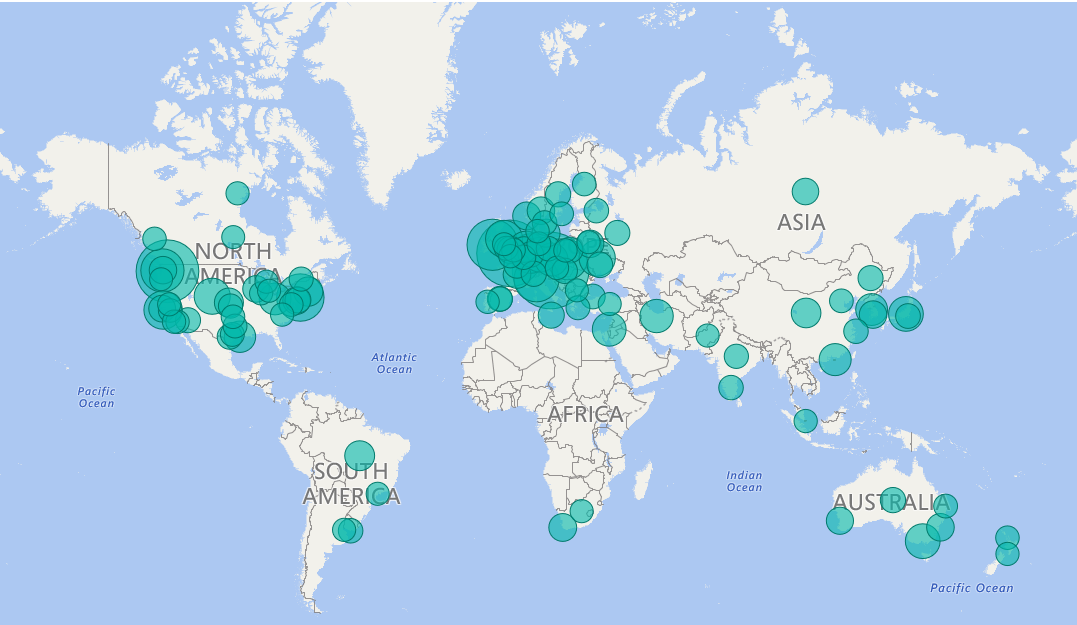 ASIA
NORTH
AMERICA
Atlantic
Ocean
Pacific
Ocean
AFRICA
SOUTH
AMERICA
Indian
Ocean
AUSTRALIA
Pacific Ocean